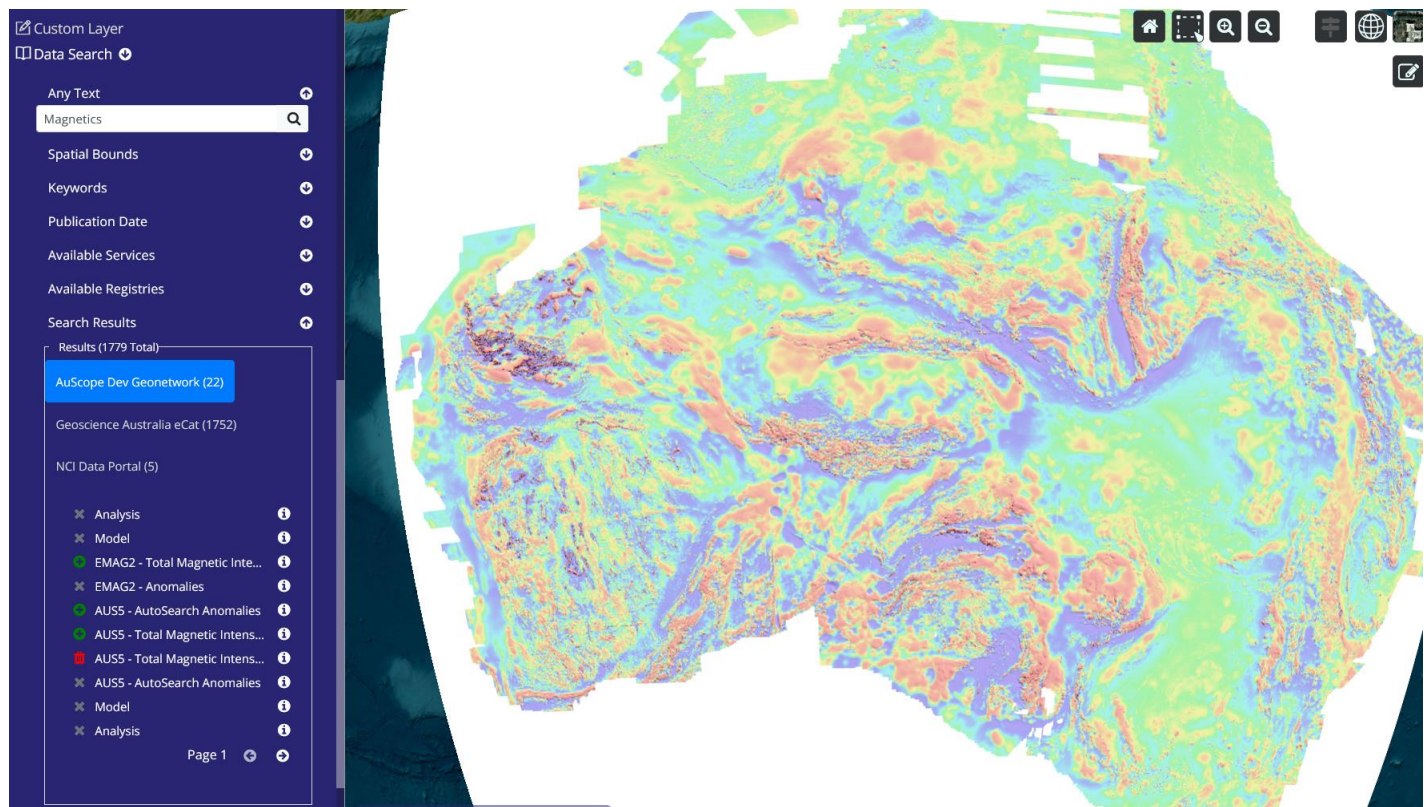 Custom Layer
Data Search
Any Text
Magnetics
Spatial Bounds
Keywords
Publication Date
Available Services
Available Registries
Search Results
Results (1779 Total)
AuScope Dev Geonetwork (22)
Geoscience Australia eCat (1752)
NCI Data Portal (5)
Analysis
Model
EMAG2 - Total Magnetic Inte...
EMAG2 - Anomalies
AUS5 - AutoSearch Anomalies
AUS5 - Total Magnetic Intens...
AUS5 - Total Magnetic Intens...
AUS5 - AutoSearch Anomalies
Model
Analysis
Page 1